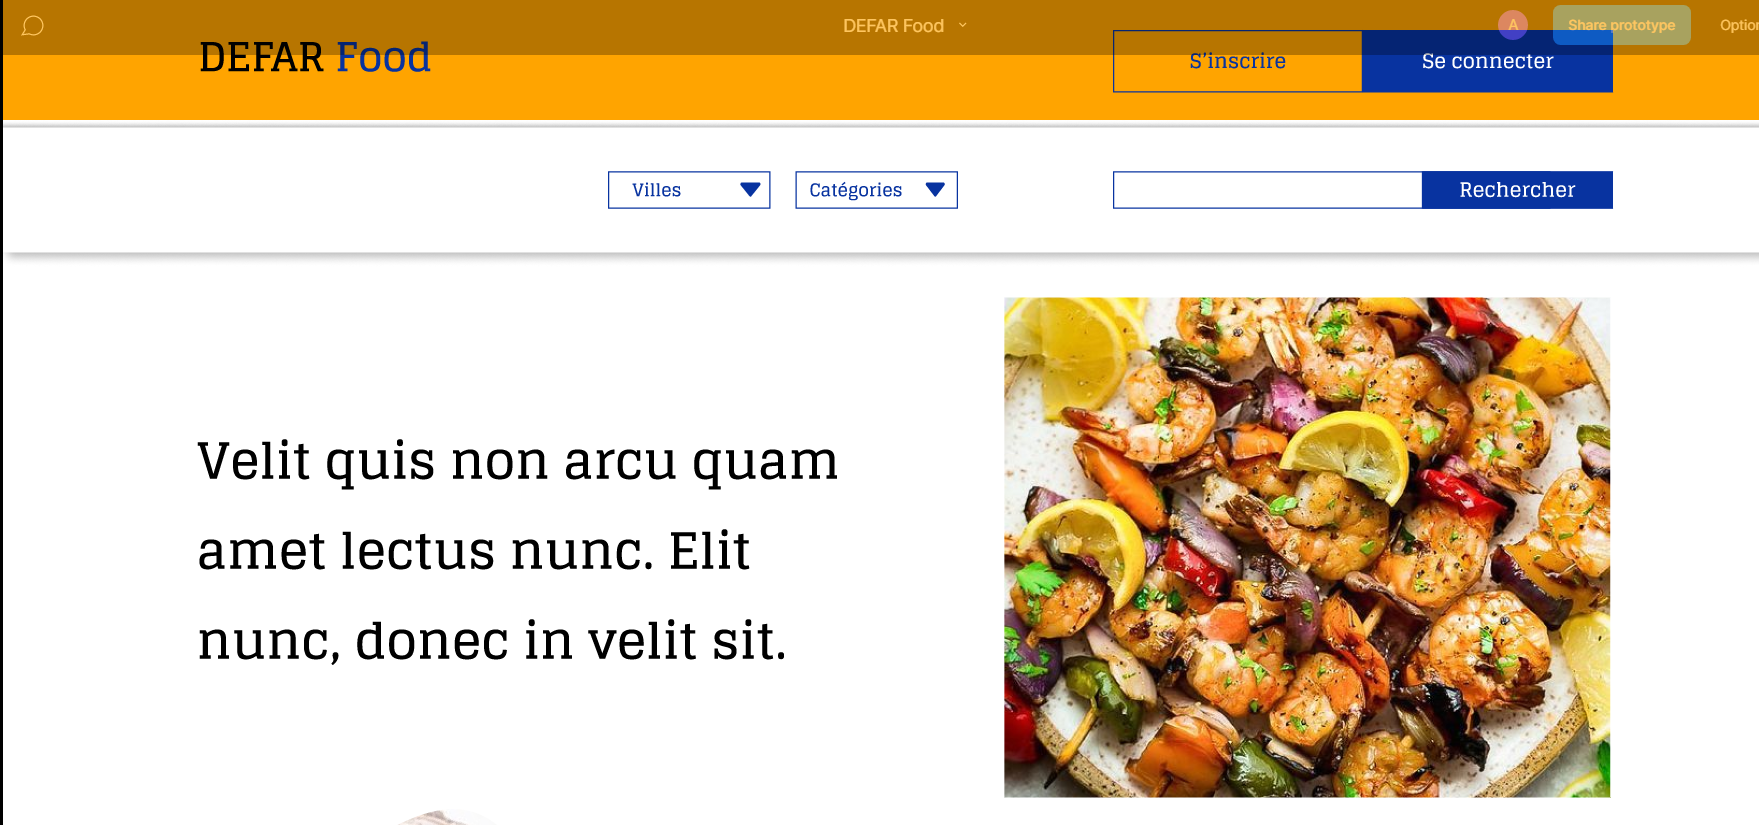 DEFAR Food
A
Share prototype
Option
DEFAR Food
S'inscrire
Se connecter
Villes
Catégories
Rechercher
Velit quis non arcu quam
amet lectus nunc. Elit
nunc, donec in velit sit.